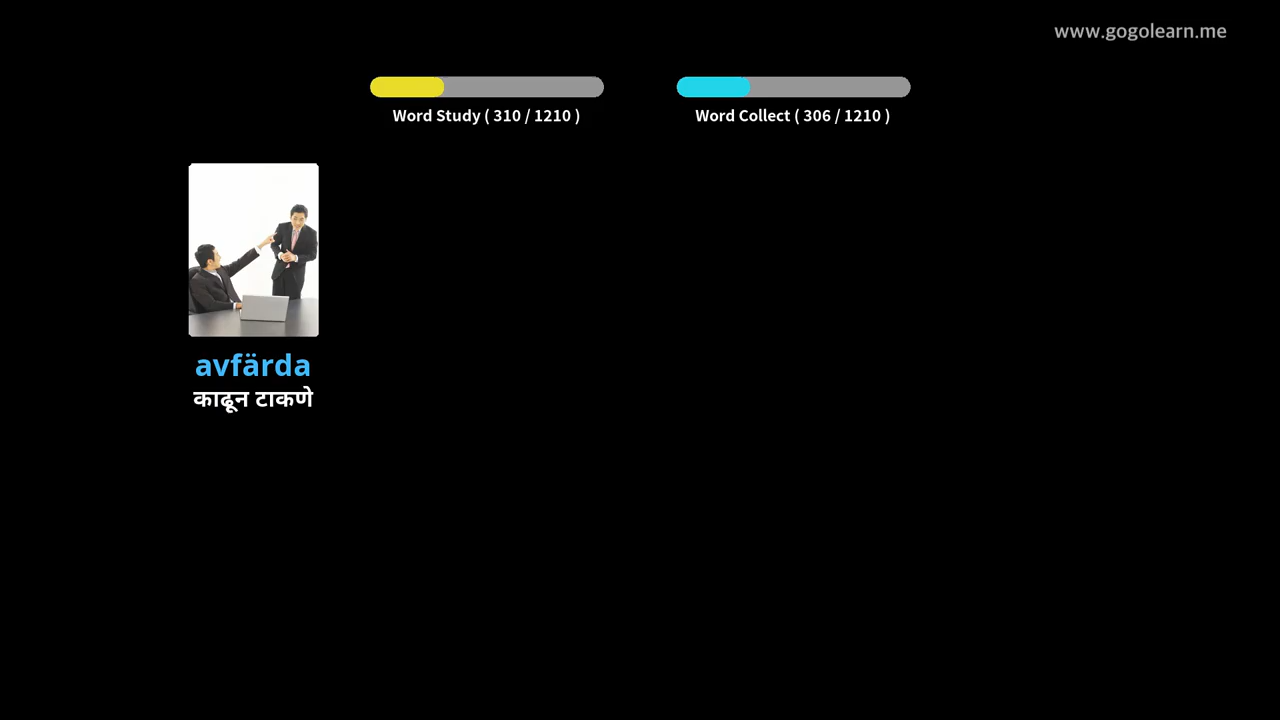 www.gogolearn.me
Word Study ( 310 / 1210 )
Word Collect ( 306 / 1210 )
avfärda
काढून टाकणे